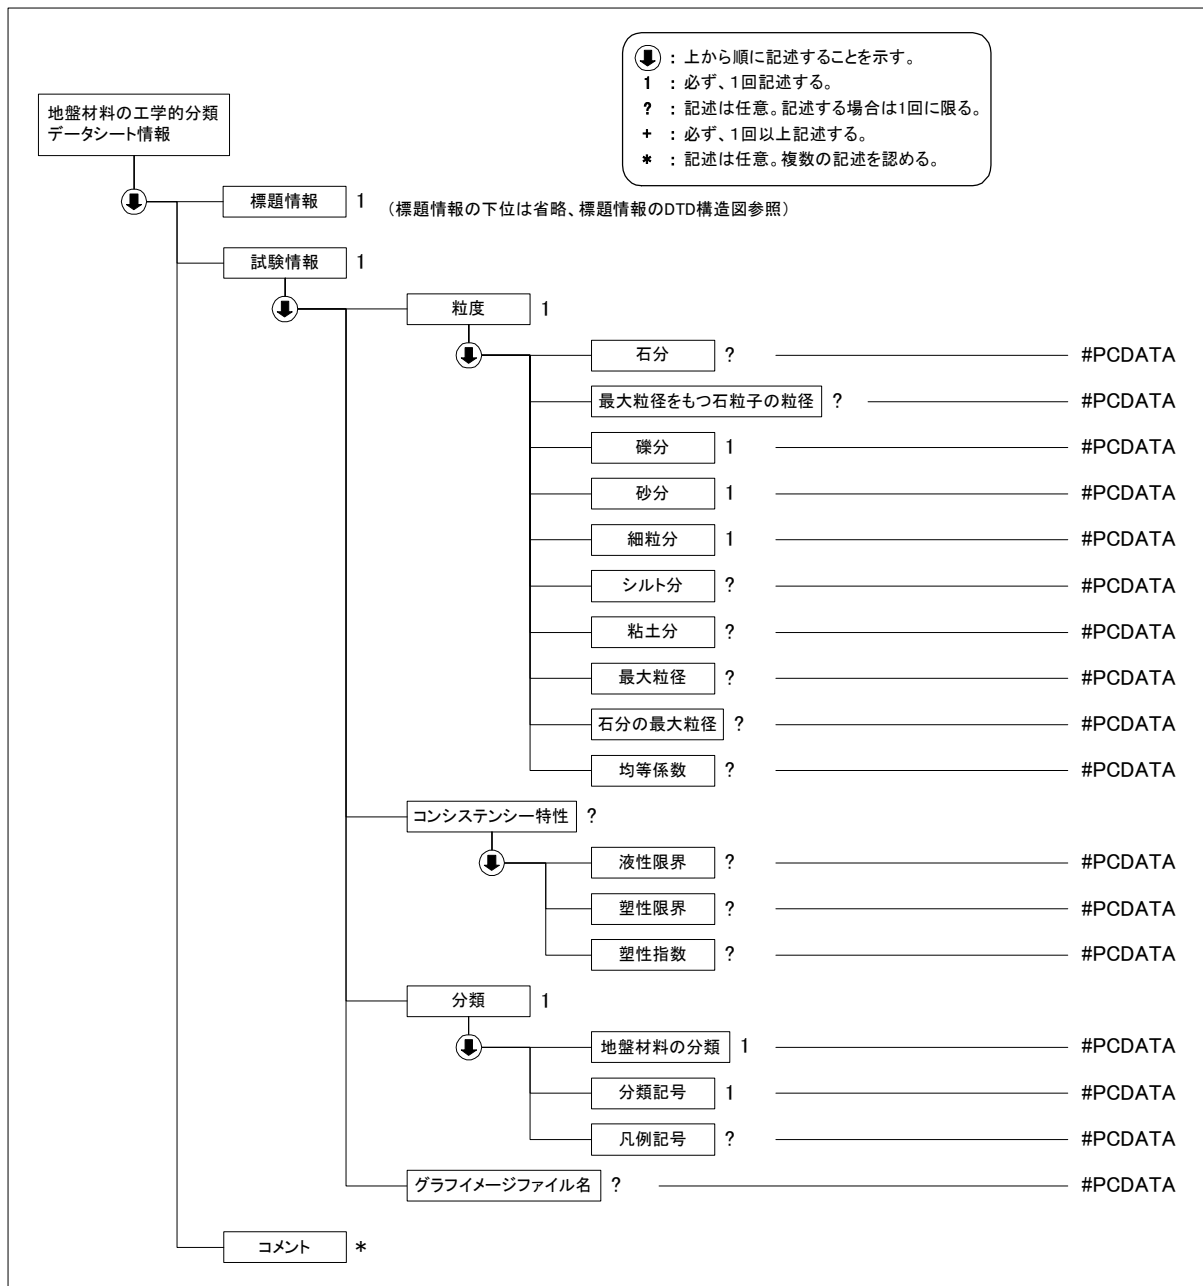 ： 上から順に記述することを示す。
1 ： 必ず、1回記述する。
? ： 記述は任意。記述する場合は1回に限る。
+ ： 必ず、1回以上記述する。
* ： 記述は任意。複数の記述を認める。
地盤材料の工学的分類
データシート情報
標題情報 1 （標題情報の下位は省略、標題情報のDTD構造図参照）
試験情報 1
粒度 1
石分 ? #PCDATA
最大粒径をもつ石粒子の粒径 ? #PCDATA
礫分 1 #PCDATA
砂分 1 #PCDATA
細粒分 1 #PCDATA
シルト分 ? #PCDATA
粘土分 ? #PCDATA
最大粒径 ? #PCDATA
石分の最大粒径 ? #PCDATA
均等係数 ? #PCDATA
コンシステンシー特性 ?
液性限界 ? #PCDATA
塑性限界 ? #PCDATA
塑性指数 ? #PCDATA
分類 1
地盤材料の分類 1 #PCDATA
分類記号 1 #PCDATA
凡例記号 ? #PCDATA
グラフイメージファイル名 ? #PCDATA
コメント *